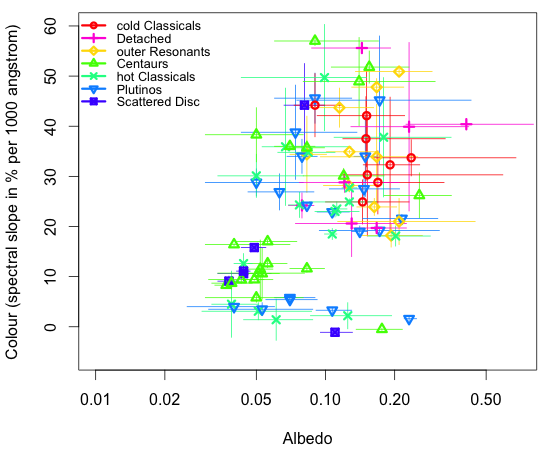 Colour (spectral slope in % per 1000 angstrom)
60
50
40
30
20
10
0
cold Classicals
Detached
outer Resonants
Centaurs
hot Classicals
Plutinos
Scattered Disc
0.01 0.02 0.05 0.10 0.20 0.50
Albedo